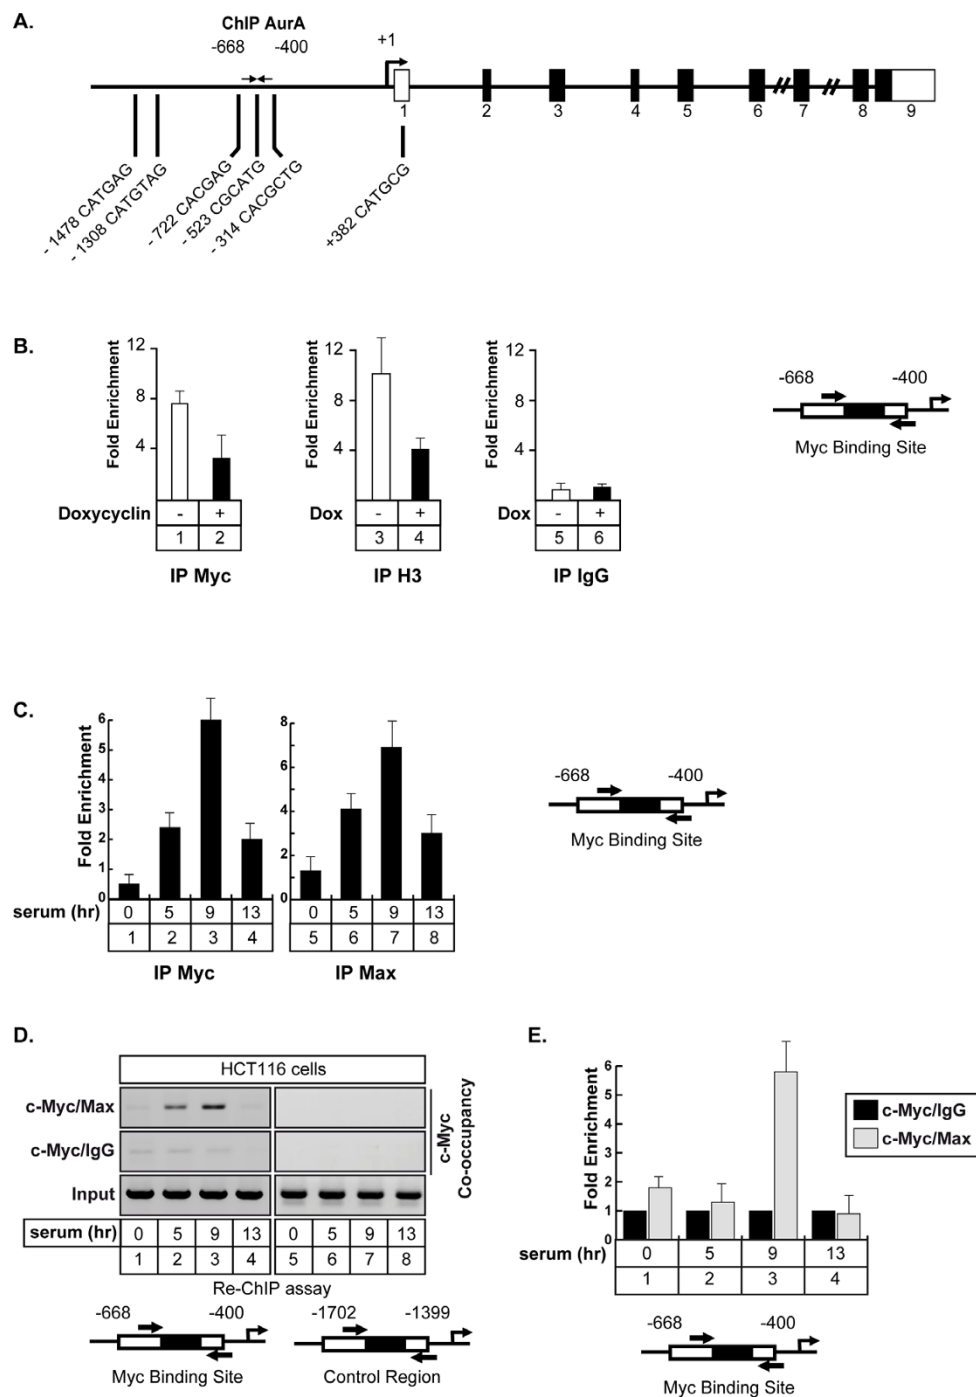 A.
ChIP AurA
-668 -400
+1
1 2 3 4 5 6 7 8 9
- 1478 CATGAG
- 1308 CATGTAG
-722 CACGAG
- 523 CGCATG
- 314 CACGCTG
+382 CATGCG
B.
Fold Enrichment
12
8
4
Doxycyclin - +
1 2
IP Myc
Fold Enrichment
12
8
4
Dox - +
3 4
IP H3
Fold Enrichment
12
8
4
Dox - +
5 6
IP IgG
-668 -400
Myc Binding Site
C.
Fold Enrichment
6
5
4
3
2
1
0
serum (hr) 0 5 9 13
1 2 3 4
IP Myc
8
6
4
2
0
0 5 9 13
5 6 7 8
IP Max
-668 -400
Myc Binding Site
D.
HCT116 cells
c-Myc/Max
c-Myc/IgG
Input
c-Myc
Co-occupancy
serum (hr) 0 5 9 13 0 5 9 13
1 2 3 4 5 6 7 8
Re-ChIP assay
-668 -400
Myc Binding Site
-1702 -1399
Control Region
E.
Fold Enrichment
6
5
4
3
2
1
0
c-Myc/IgG
c-Myc/Max
serum (hr) 0 5 9 13
1 2 3 4
-668 -400
Myc Binding Site